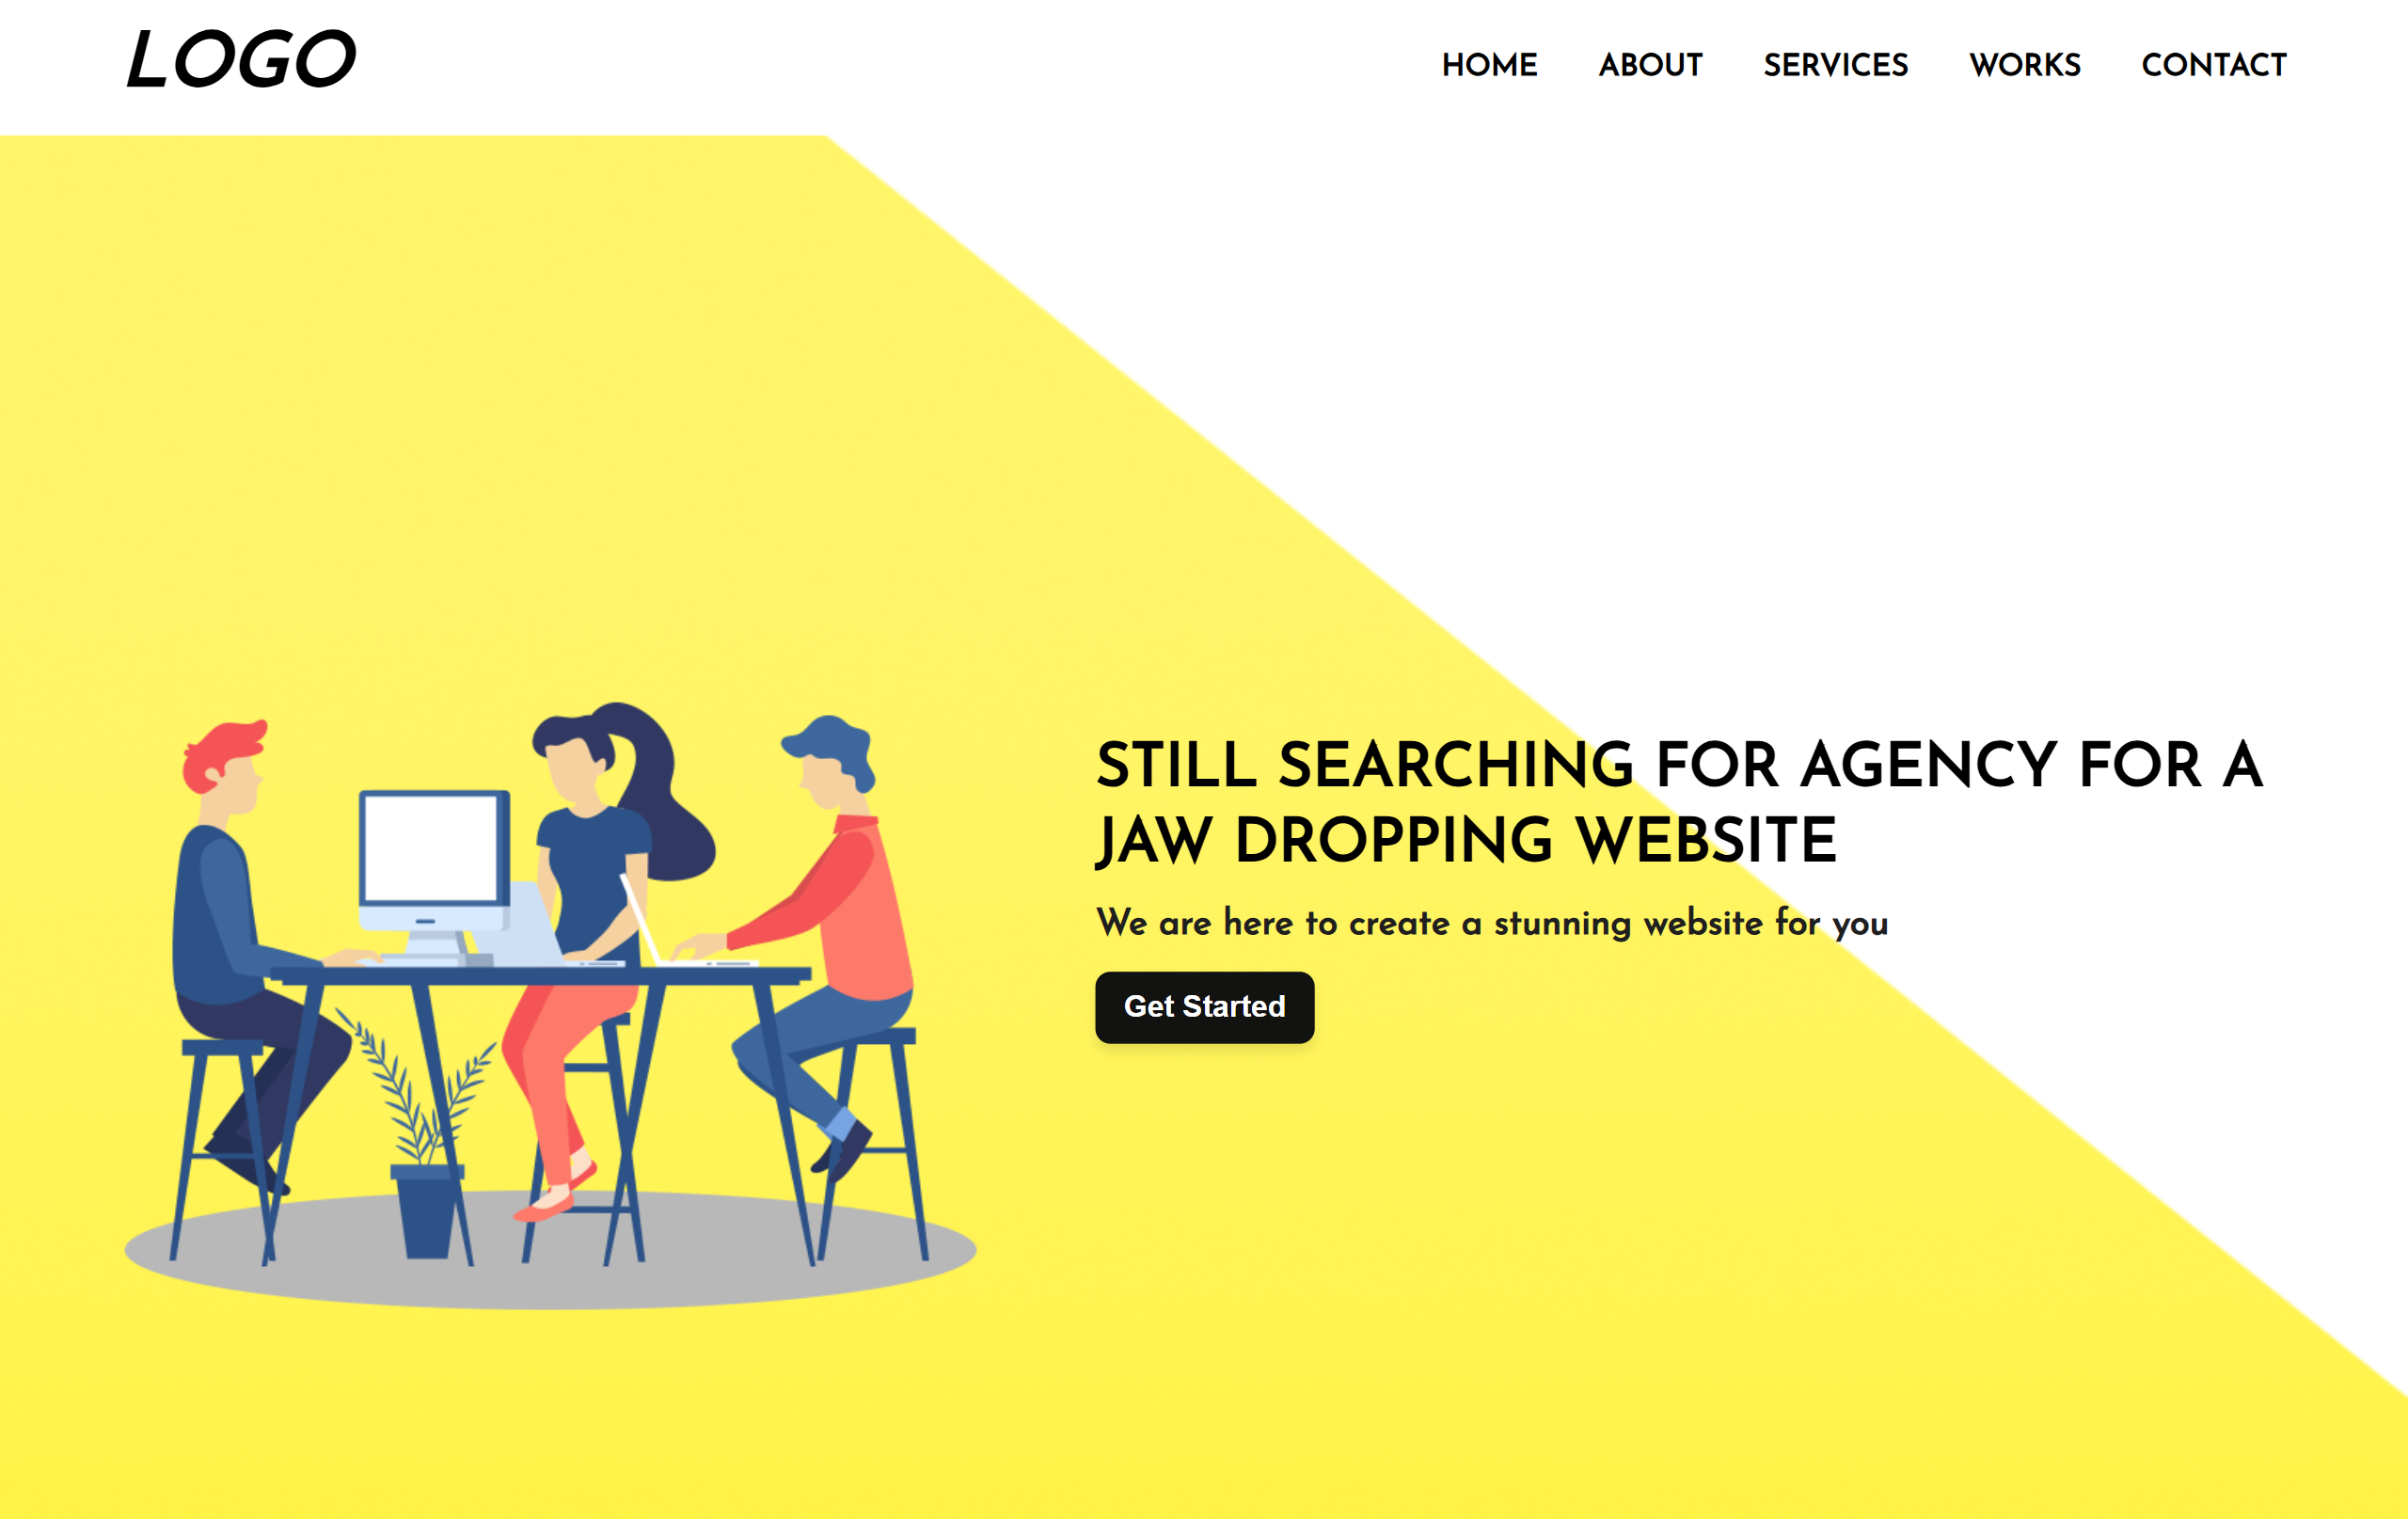 LOGO
HOME ABOUT SERVICES WORKS CONTACT
STILL SEARCHING FOR AGENCY FOR A
JAW DROPPING WEBSITE
We are here to create a stunning website for you
Get Started